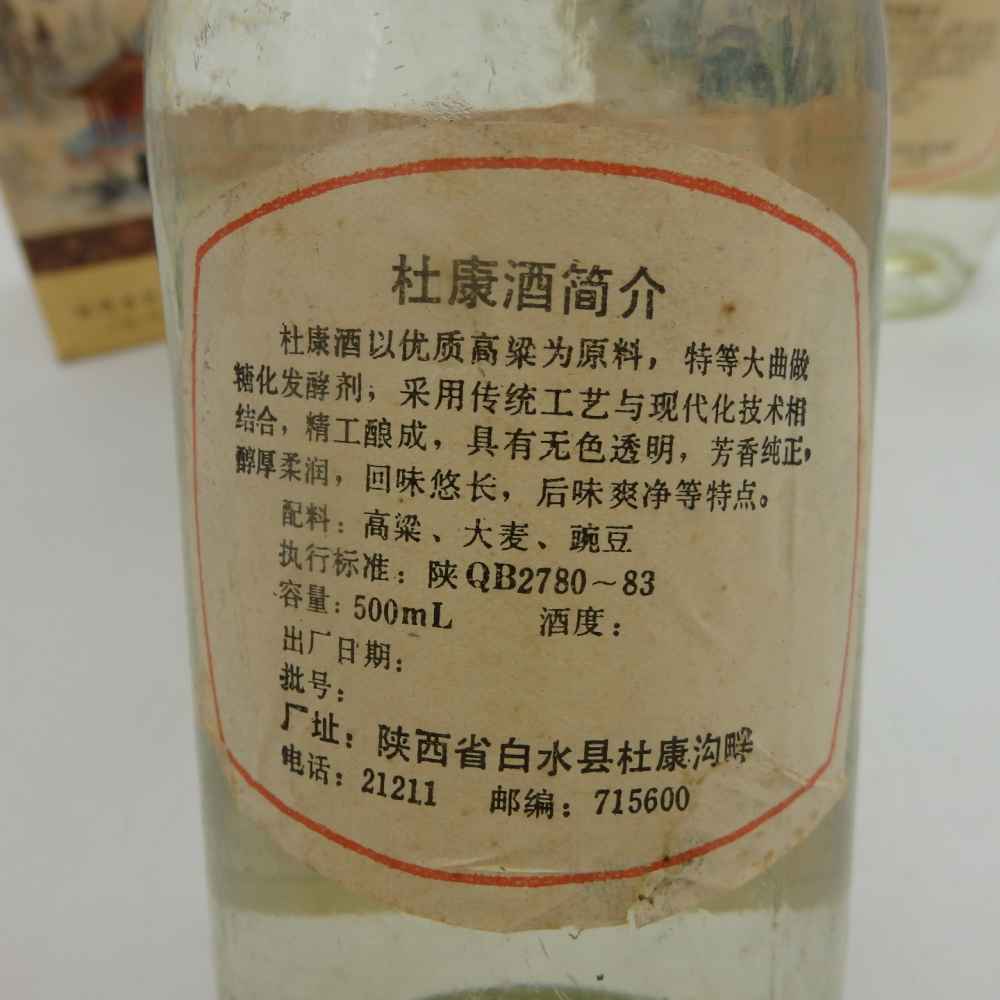 杜康酒简介
杜康酒以优质高粱为原料，特等大曲做
糖化发酵剂，采用传统工艺与现代化技术相
结合，精工酿成，具有无色透明，芳香纯正，
醇厚柔润，回味悠长，后味爽净等特点。
配料：高粱、大麦、豌豆
执行标准：陕QB2780～83
容量：500mL 酒度：
出厂日期：
批号：
厂址：陕西省白水县杜康沟畔
电话：21211 邮编：715600